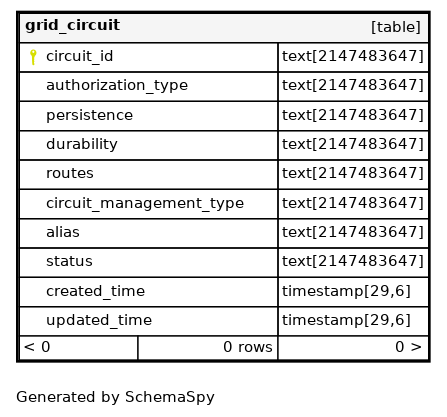 grid_circuit [table]
circuit_id text[2147483647]
authorization_type text[2147483647]
persistence text[2147483647]
durability text[2147483647]
routes text[2147483647]
circuit_management_type text[2147483647]
alias text[2147483647]
status text[2147483647]
created_time timestamp[29,6]
updated_time timestamp[29,6]
< 0 0 rows 0 >
Generated by SchemaSpy